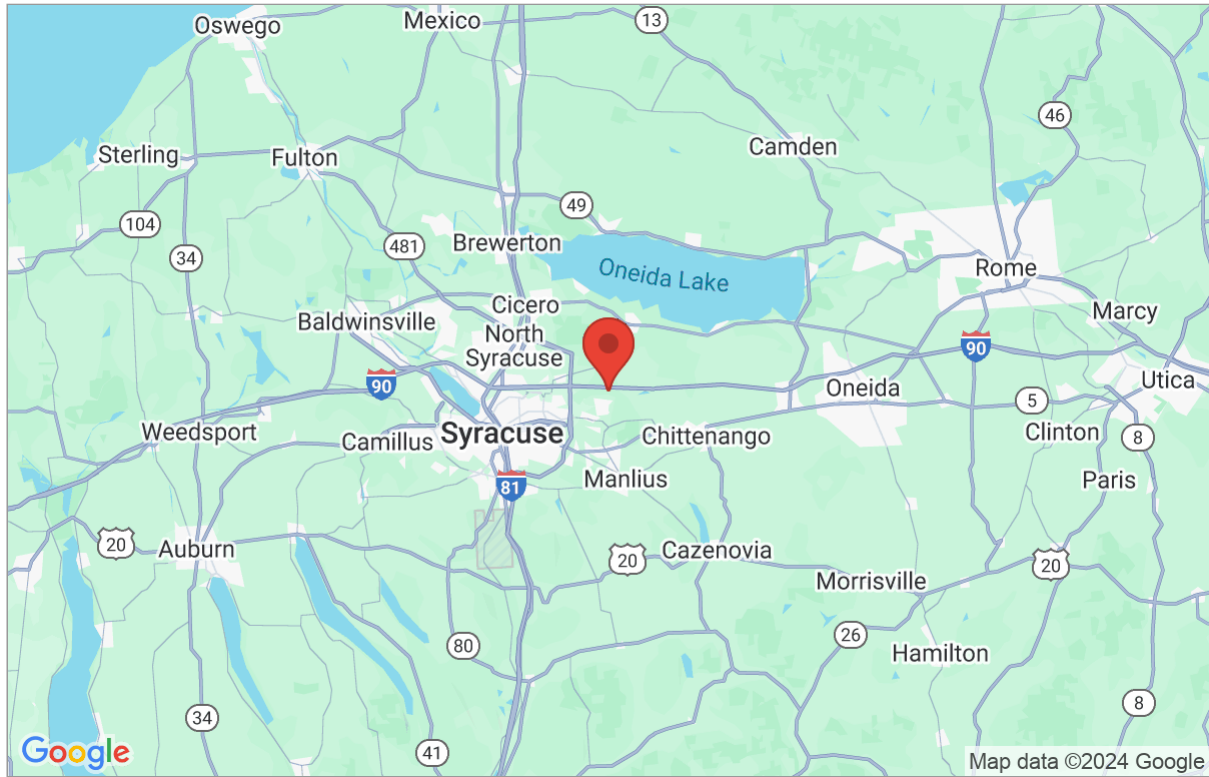 Oswego
Mexico
13
46
Camden
Sterling
Fulton
49
104
481
34
Brewerton
Oneida Lake
Rome
Cicero
Baldwinsville
North
Syracuse
Marcy
90
90
Utica
Oneida
5
Weedsport
Camillus
Syracuse
Chittenango
Clinton
8
Manlius
81
Paris
20
Auburn
20
Cazenovia
20
Morrisville
26
80
Hamilton
34
41
8
Google
Map data ©2024 Google